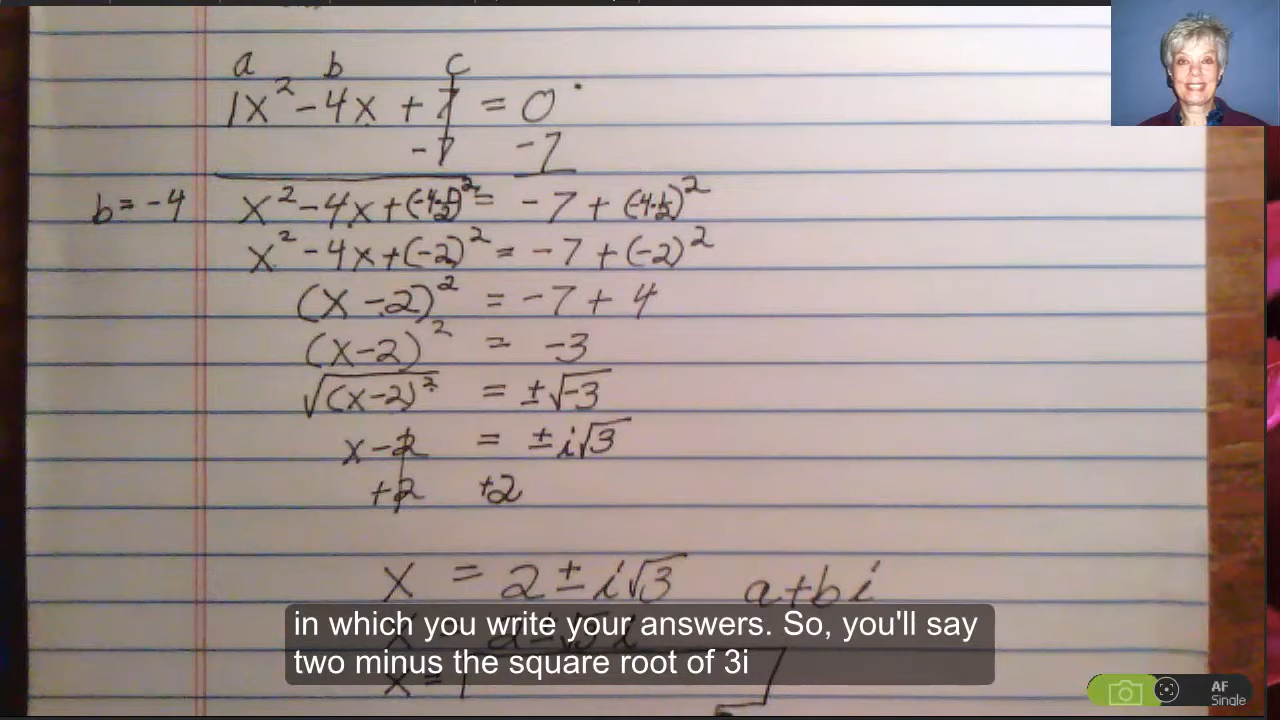 a b c
1x² - 4x + 7 = 0
-7 -7
b = -4 x² - 4x + (-4·½)² = -7 + (-4·½)²
x² - 4x + (-2)² = -7 + (-2)²
(x - 2)² = -7 + 4
(x - 2)² = -3
√(x - 2)² = ±√-3
x - 2 = ±i√3
+2 +2
x = 2 ± i√3 a + bi
in which you write your answers. So, you'll say
two minus the square root of 3i
x =
AF
Single